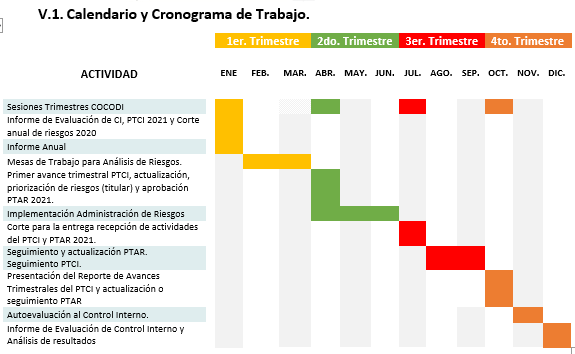 V.1. Calendario y Cronograma de Trabajo.
1er. Trimestre 2do. Trimestre 3er. Trimestre 4to. Trimestre
ACTIVIDAD ENE FEB. MAR. ABR. MAY. JUN. JUL. AGO. SEP. OCT. NOV. DIC.
Sesiones Trimestres COCODI
Informe de Evaluación de CI, PTCI 2021 y Corte
anual de riesgos 2020
Informe Anual
Mesas de Trabajo para Análisis de Riesgos.
Primer avance trimestral PTCI, actualización,
priorización de riesgos (titular) y aprobación
PTAR 2021.
Implementación Administración de Riesgos
Corte para la entrega recepción de actividades
del PTCI y PTAR 2021.
Seguimiento y actualización PTAR.
Seguimiento PTCI.
Presentación del Reporte de Avances
Trimestrales del PTCI y actualización o
seguimiento PTAR
Autoevaluación al Control Interno.
Informe de Evaluación de Control Interno y
Análisis de resultados